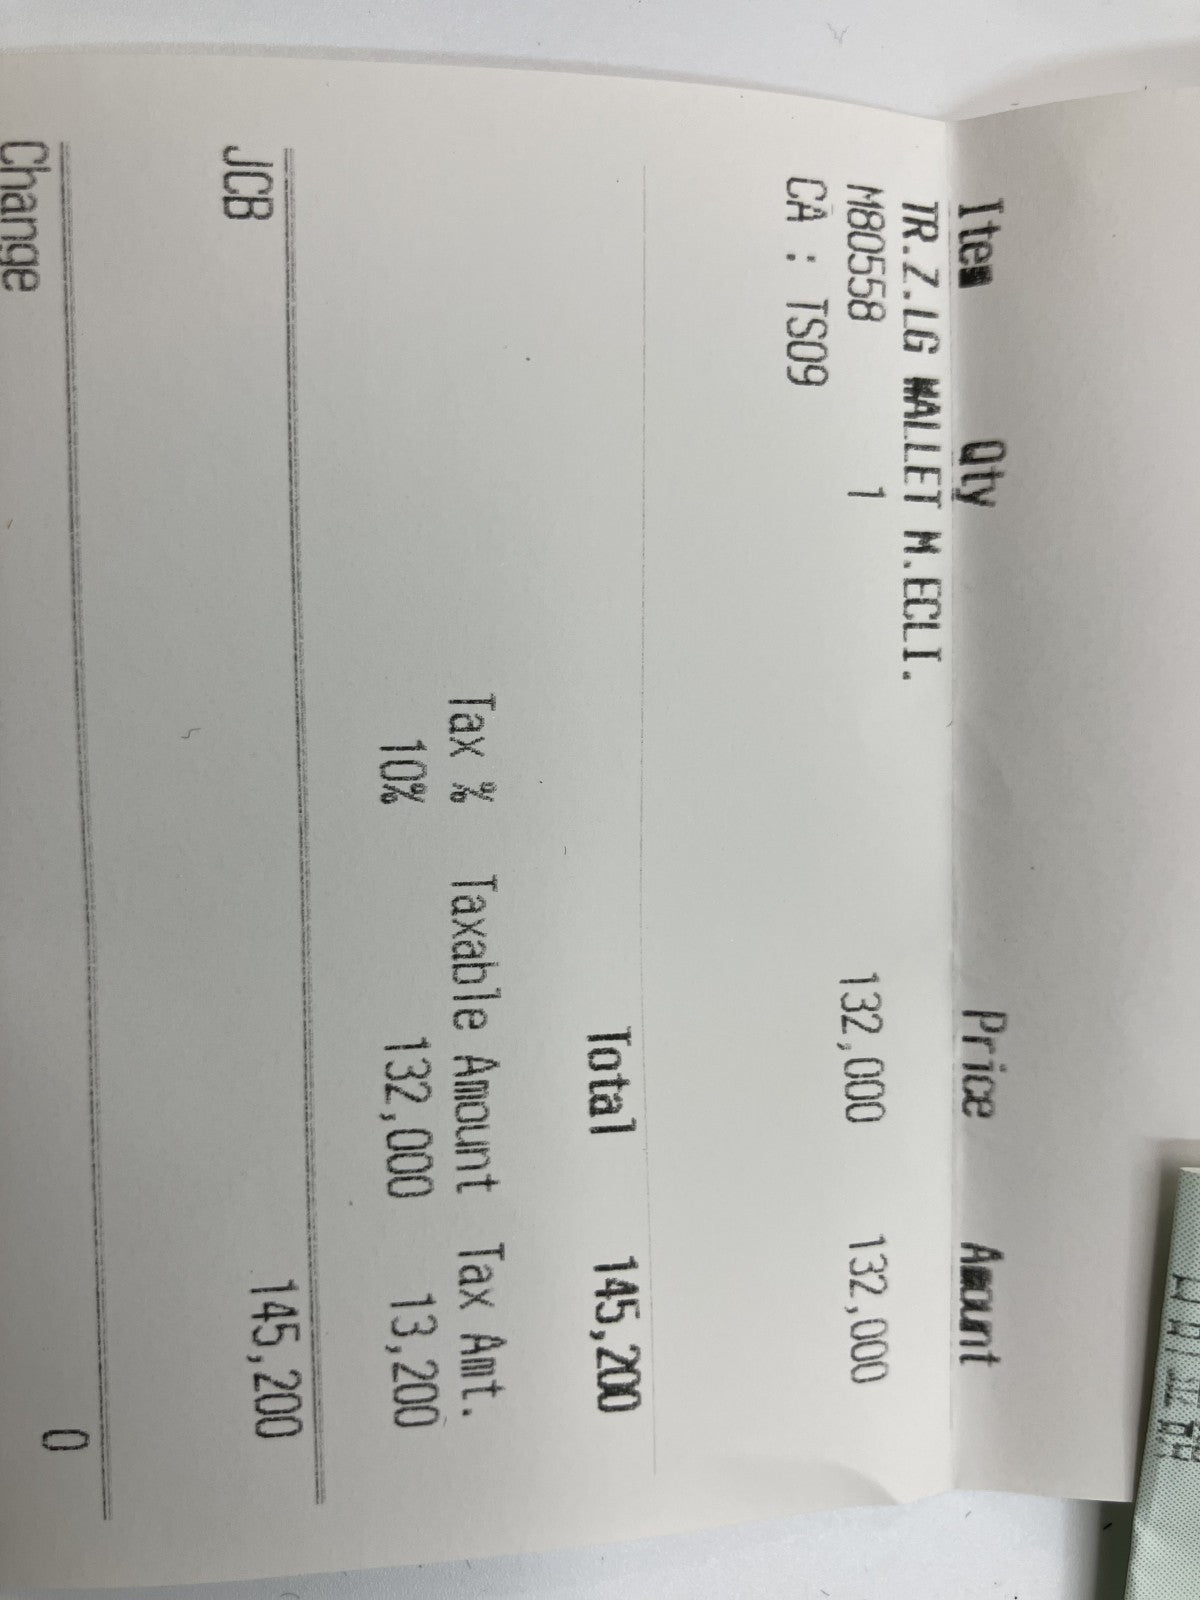 Item Qty Price Amount
TR.Z.LG WALLET M.ECLI.
M80558 1 132,000 132,000
CA : TS09
Total 145,200
Tax % Taxable Amount Tax Amt.
10% 132,000 13,200
JCB 145,200
Change 0